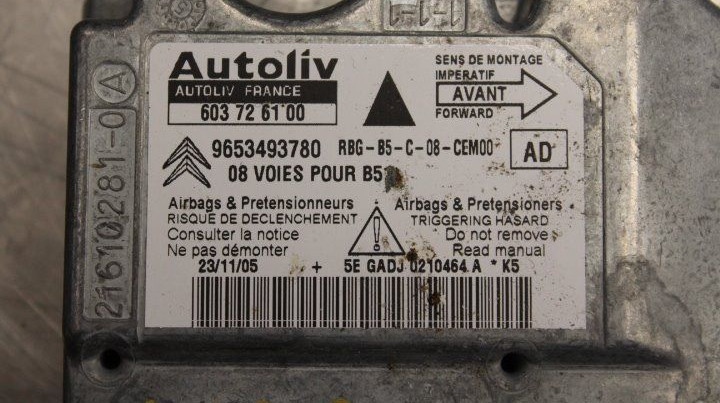 Autoliv
AUTOLIV FRANCE
603 72 61 00
SENS DE MONTAGE
IMPERATIF
AVANT
FORWARD
9653493780 RBG-B5-C-08-CEM00 AD
08 VOIES POUR
Airbags & Pretensionneurs
RISQUE DE DECLENCHEMENT
Consulter la notice
Ne pas démonter
Airbags & Pretensioners
TRIGGERING HASARD
Do not remove
Read manual
23/11/05 + 5E GADJ 0210464 A * K5
21610281-0 A